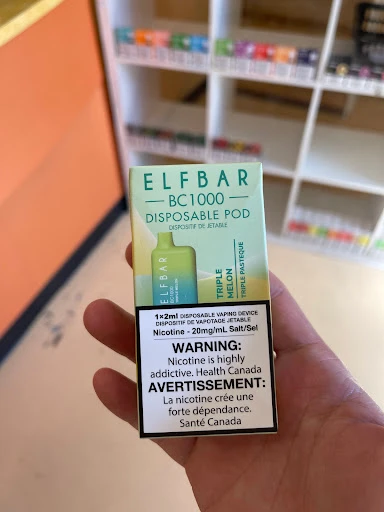 ELFBAR
BC1000
DISPOSABLE POD
DISPOSITIF DE JETABLE
ELFBAR
BC1000
TRIPLE
MELON
TRIPLE PASTEQUE
1×2ml DISPOSABLE VAPING DEVICE
DISPOSITIF DE VAPOTAGE JETABLE
Nicotine - 20mg/mL Salt/Sel
WARNING:
Nicotine is highly
addictive. Health Canada
AVERTISSEMENT:
La nicotine crée une
forte dépendance.
Santé Canada